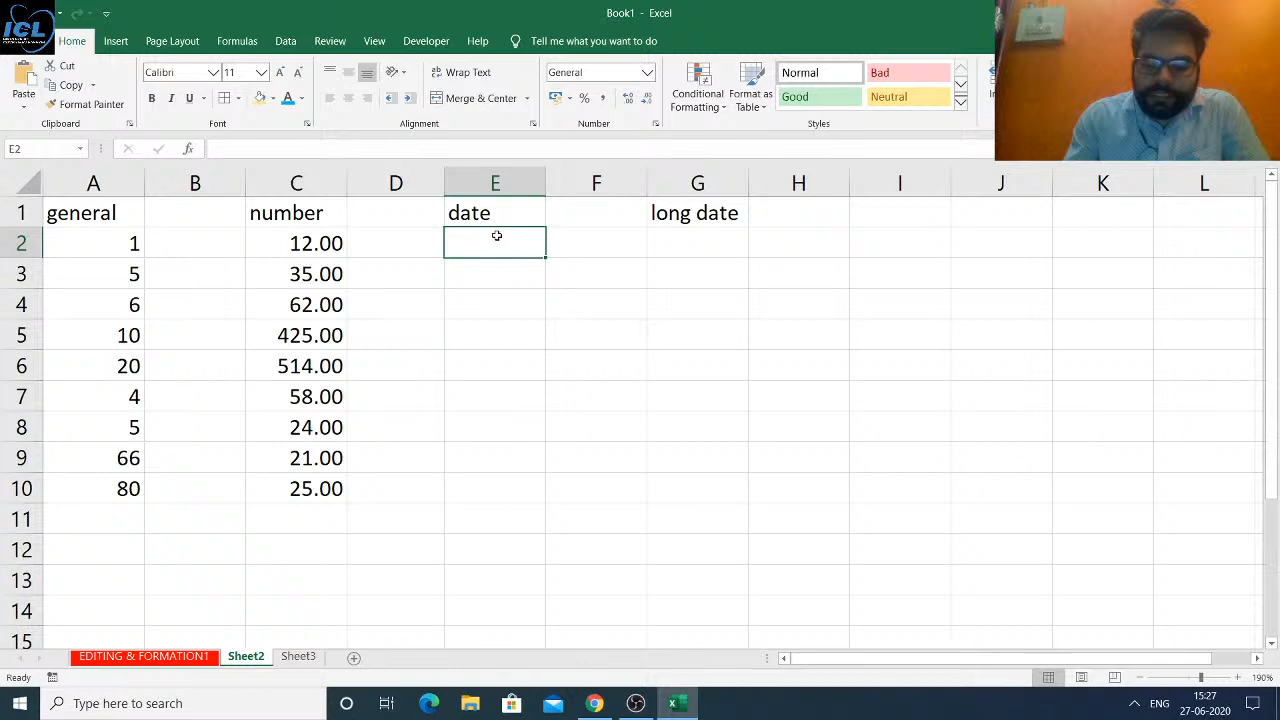 ICL
Book1 - Excel
Home Insert Page Layout Formulas Data Review View Developer Help Tell me what you want to do
Cut
Copy
Format Painter
Paste
Clipboard
Calibri 11
B I U
Font
Wrap Text
Merge & Center
Alignment
General
Number
Conditional Formatting
Format as Table
Normal Bad
Good Neutral
Styles
E2
fx
A B C D E F G H I J K L
1 general number date long date
2 1 12.00
3 5 35.00
4 6 62.00
5 10 425.00
6 20 514.00
7 4 58.00
8 5 24.00
9 66 21.00
10 80 25.00
11
12
13
14
15
EDITING & FORMATION1 Sheet2 Sheet3
Ready 190%
Type here to search
ENG
15:27
27-06-2020